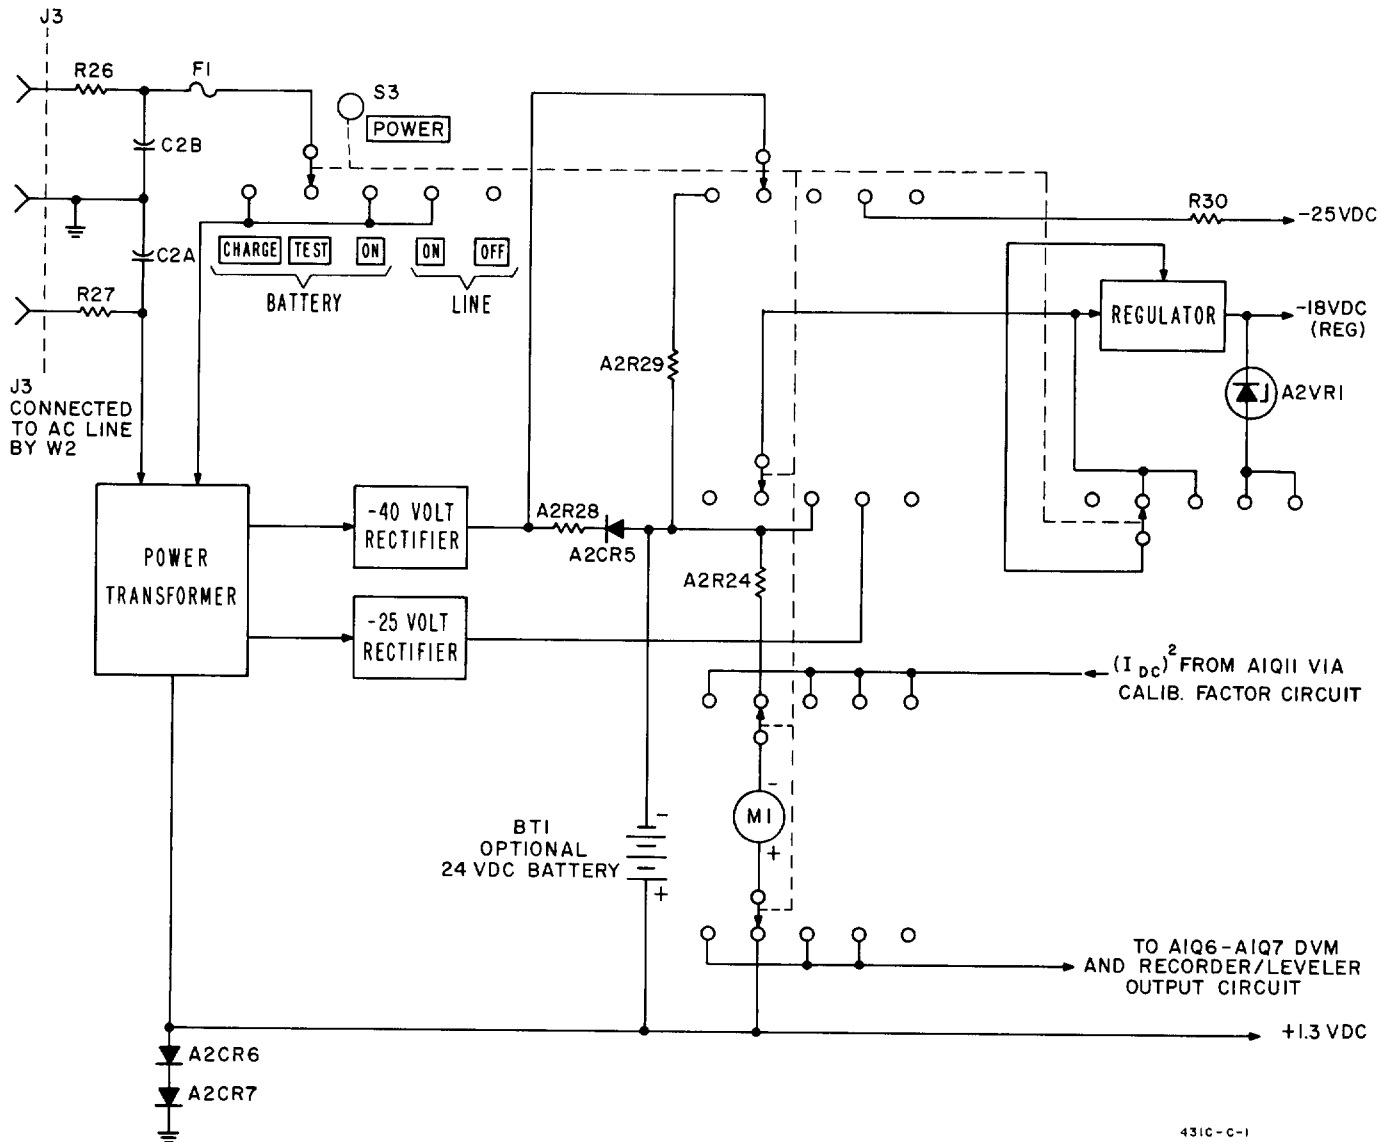 J3
R26
F1
S3
POWER
C2B
C2A
R27
CHARGE TEST ON ON OFF
BATTERY LINE
R30
-25VDC
REGULATOR
-18VDC
(REG)
A2VR1
A2R29
J3
CONNECTED
TO AC LINE
BY W2
POWER
TRANSFORMER
-40 VOLT
RECTIFIER
A2R28
A2CR5
A2R24
-25 VOLT
RECTIFIER
(I DC)² FROM A1Q11 VIA
CALIB. FACTOR CIRCUIT
-
M1
+
-
BT1
OPTIONAL
24 VDC BATTERY
+
TO A1Q6-A1Q7 DVM
AND RECORDER/LEVELER
OUTPUT CIRCUIT
+1.3 VDC
A2CR6
A2CR7
431C-C-1